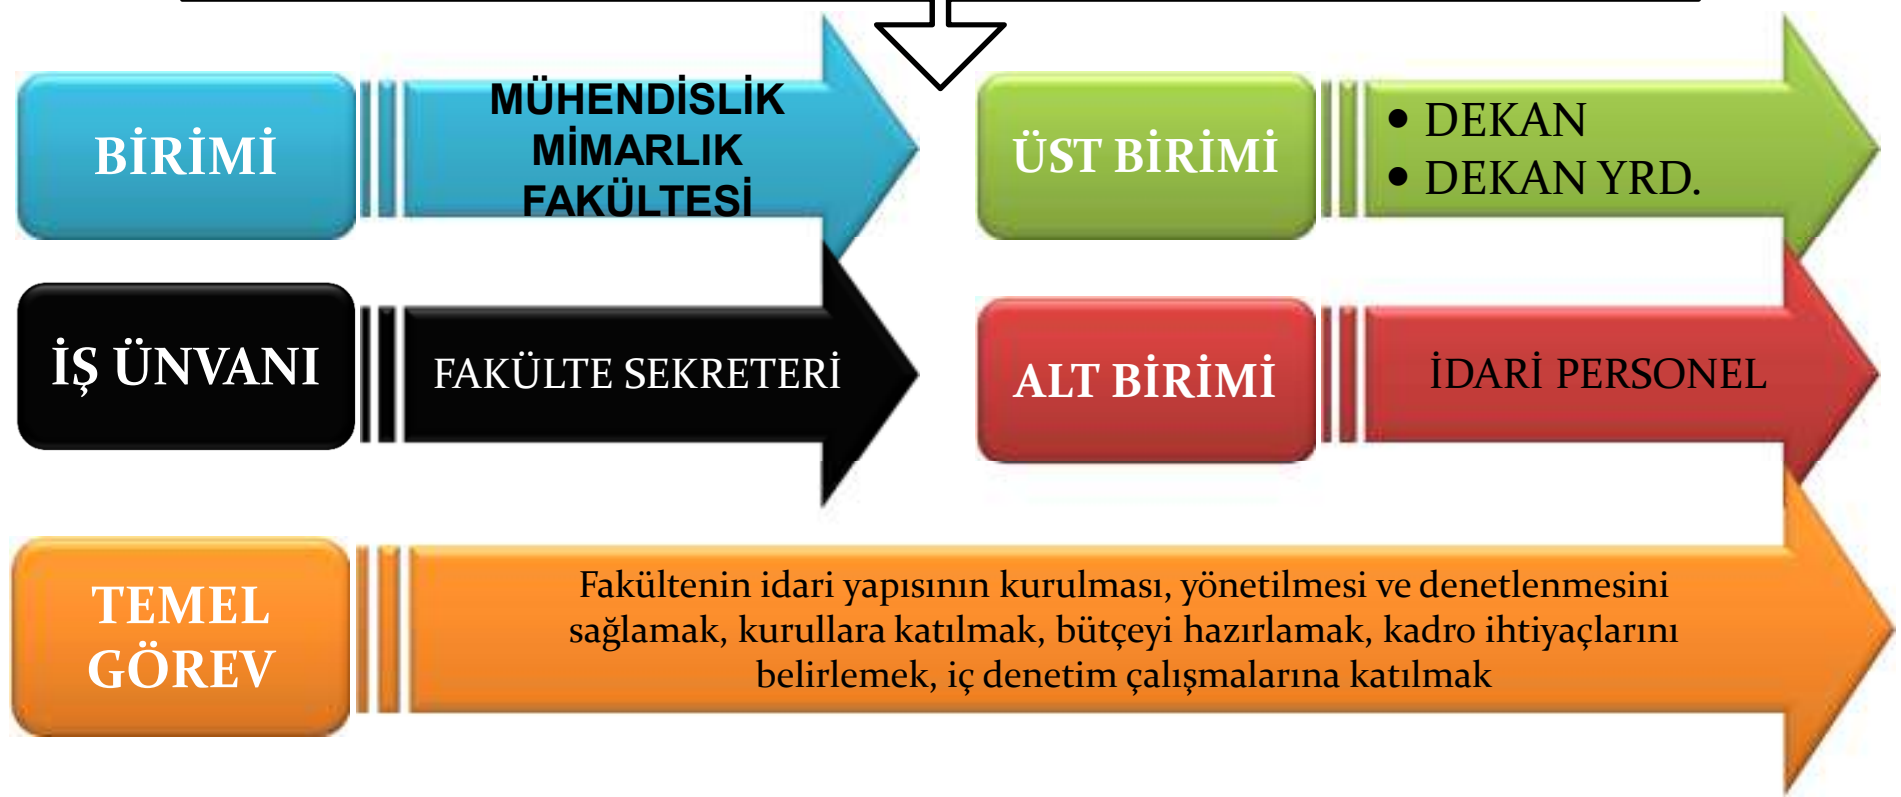 BİRİMİ
MÜHENDİSLİK
MİMARLIK
FAKÜLTESİ
ÜST BİRİMİ
• DEKAN
• DEKAN YRD.
İŞ ÜNVANI
FAKÜLTE SEKRETERİ
ALT BİRİMİ
İDARİ PERSONEL
TEMEL
GÖREV
Fakültenin idari yapısının kurulması, yönetilmesi ve denetlenmesini
sağlamak, kurullara katılmak, bütçeyi hazırlamak, kadro ihtiyaçlarını
belirlemek, iç denetim çalışmalarına katılmak